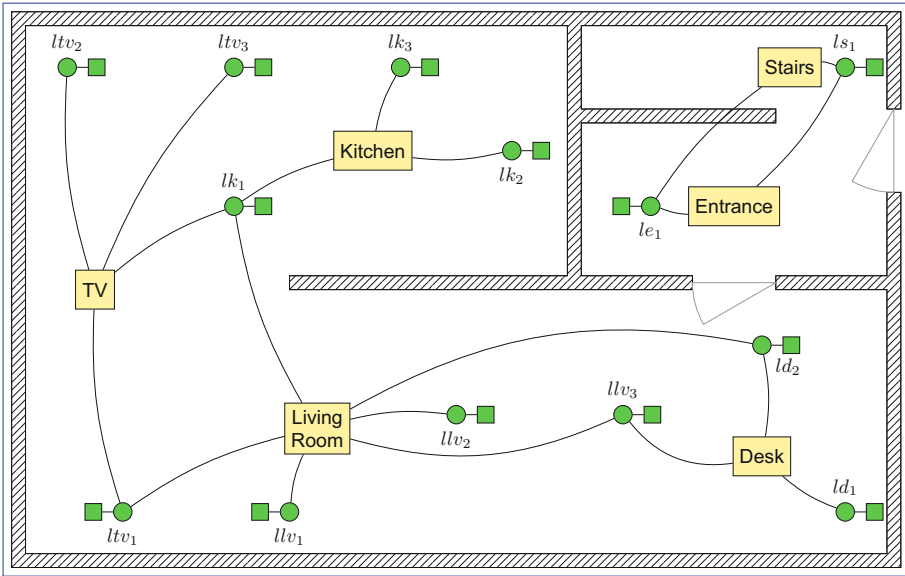 ltv₂
ltv₃
lk₃
ls₁
Stairs
Kitchen
lk₂
lk₁
Entrance
le₁
TV
ld₂
llv₃
Living
Room
llv₂
Desk
ld₁
ltv₁
llv₁